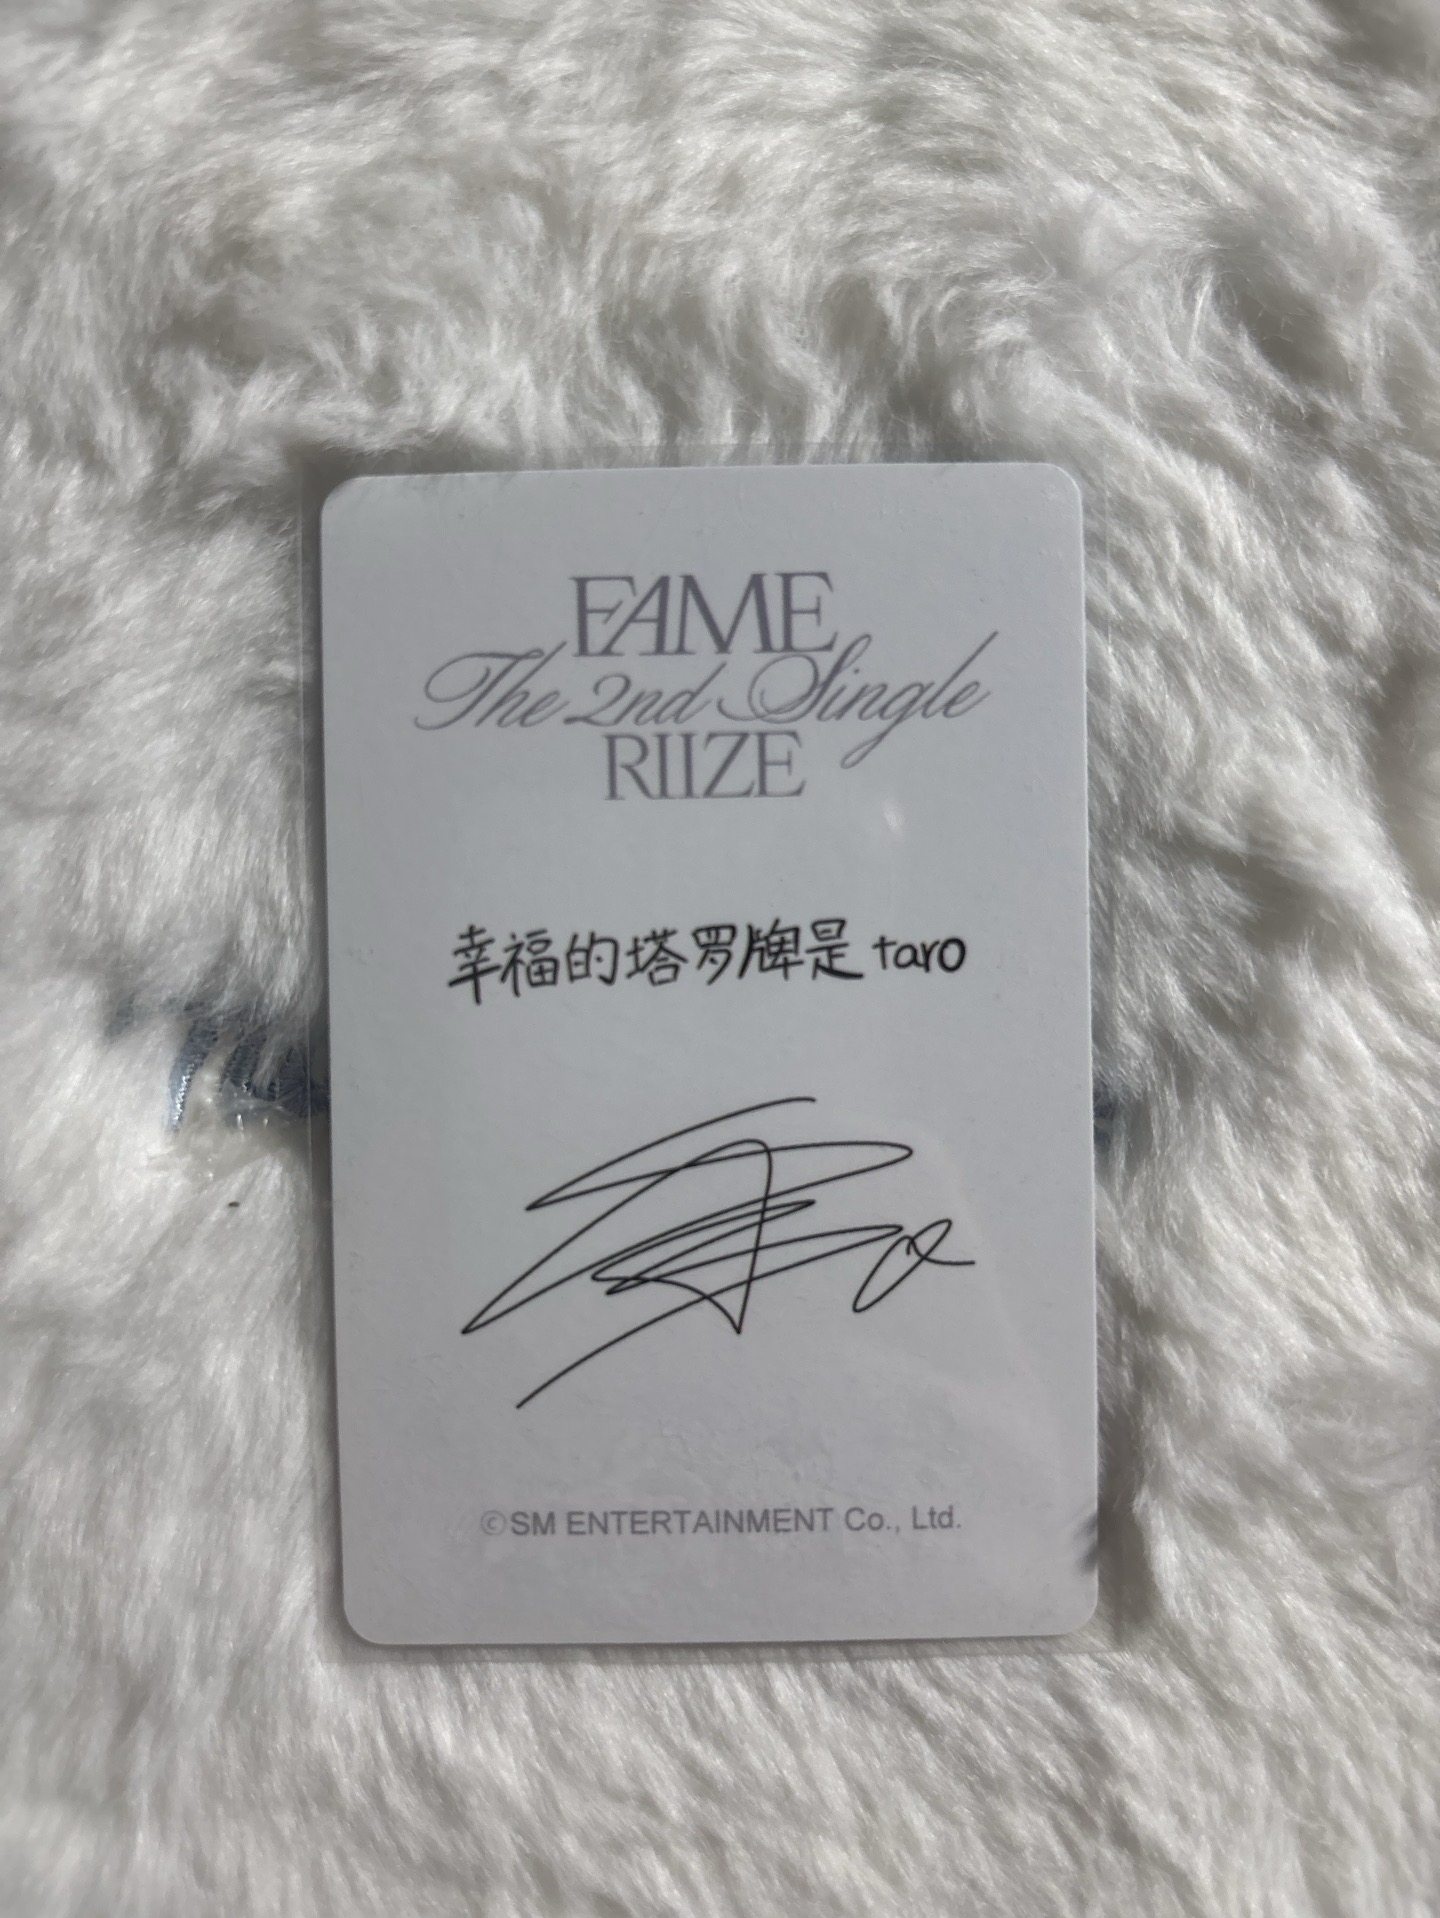 FAME
The 2nd Single
RIIZE
幸福的塔罗牌是 taro
©SM ENTERTAINMENT Co., Ltd.